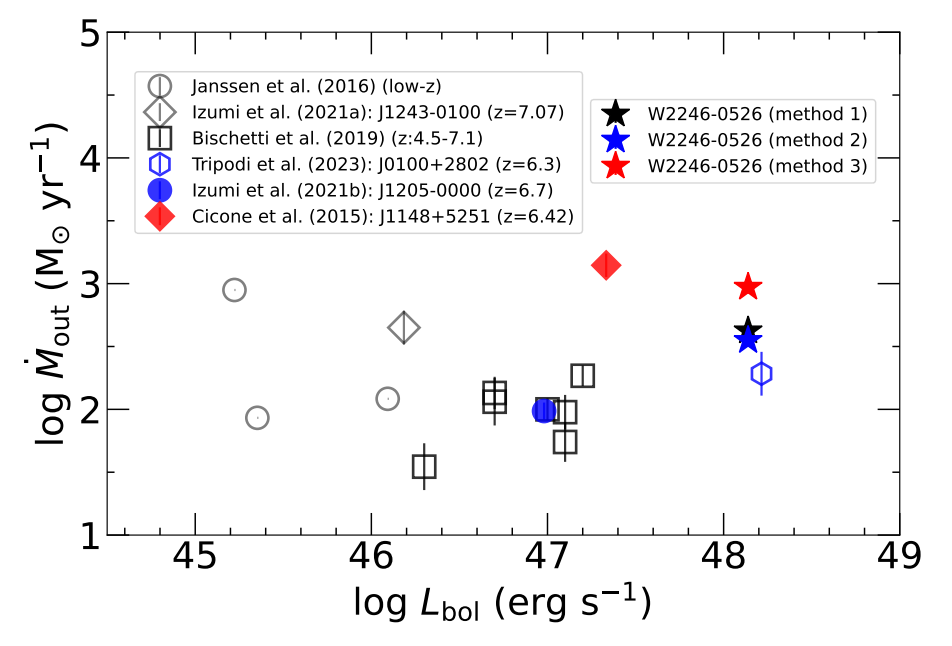 5
4
3
2
1
log Ṁout (M⊙ yr−1)
Janssen et al. (2016) (low-z)
Izumi et al. (2021a): J1243-0100 (z=7.07)
Bischetti et al. (2019) (z:4.5-7.1)
Tripodi et al. (2023): J0100+2802 (z=6.3)
Izumi et al. (2021b): J1205-0000 (z=6.7)
Cicone et al. (2015): J1148+5251 (z=6.42)
W2246-0526 (method 1)
W2246-0526 (method 2)
W2246-0526 (method 3)
45 46 47 48 49
log Lbol (erg s−1)